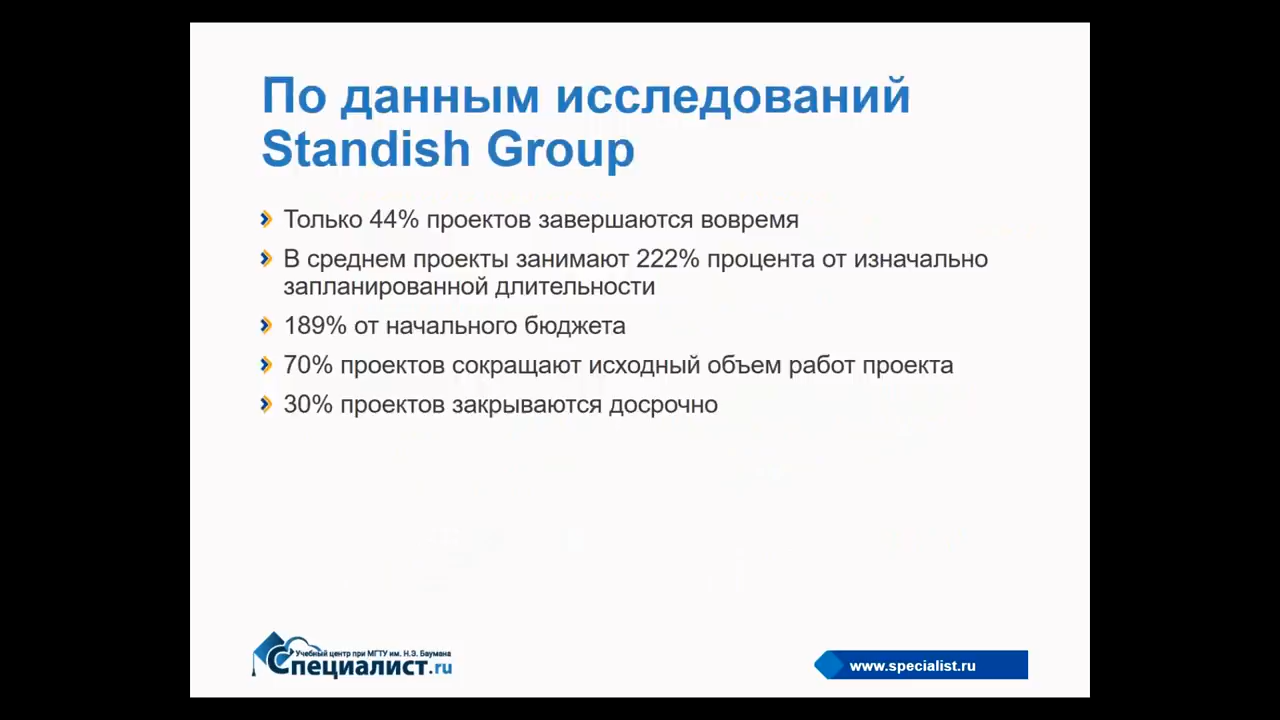 По данным исследований
Standish Group
Только 44% проектов завершаются вовремя
В среднем проекты занимают 222% процента от изначально
запланированной длительности
189% от начального бюджета
70% проектов сокращают исходный объем работ проекта
30% проектов закрываются досрочно
Учебный центр при МГТУ им. Н.Э. Баумана
Специалист.ru
www.specialist.ru